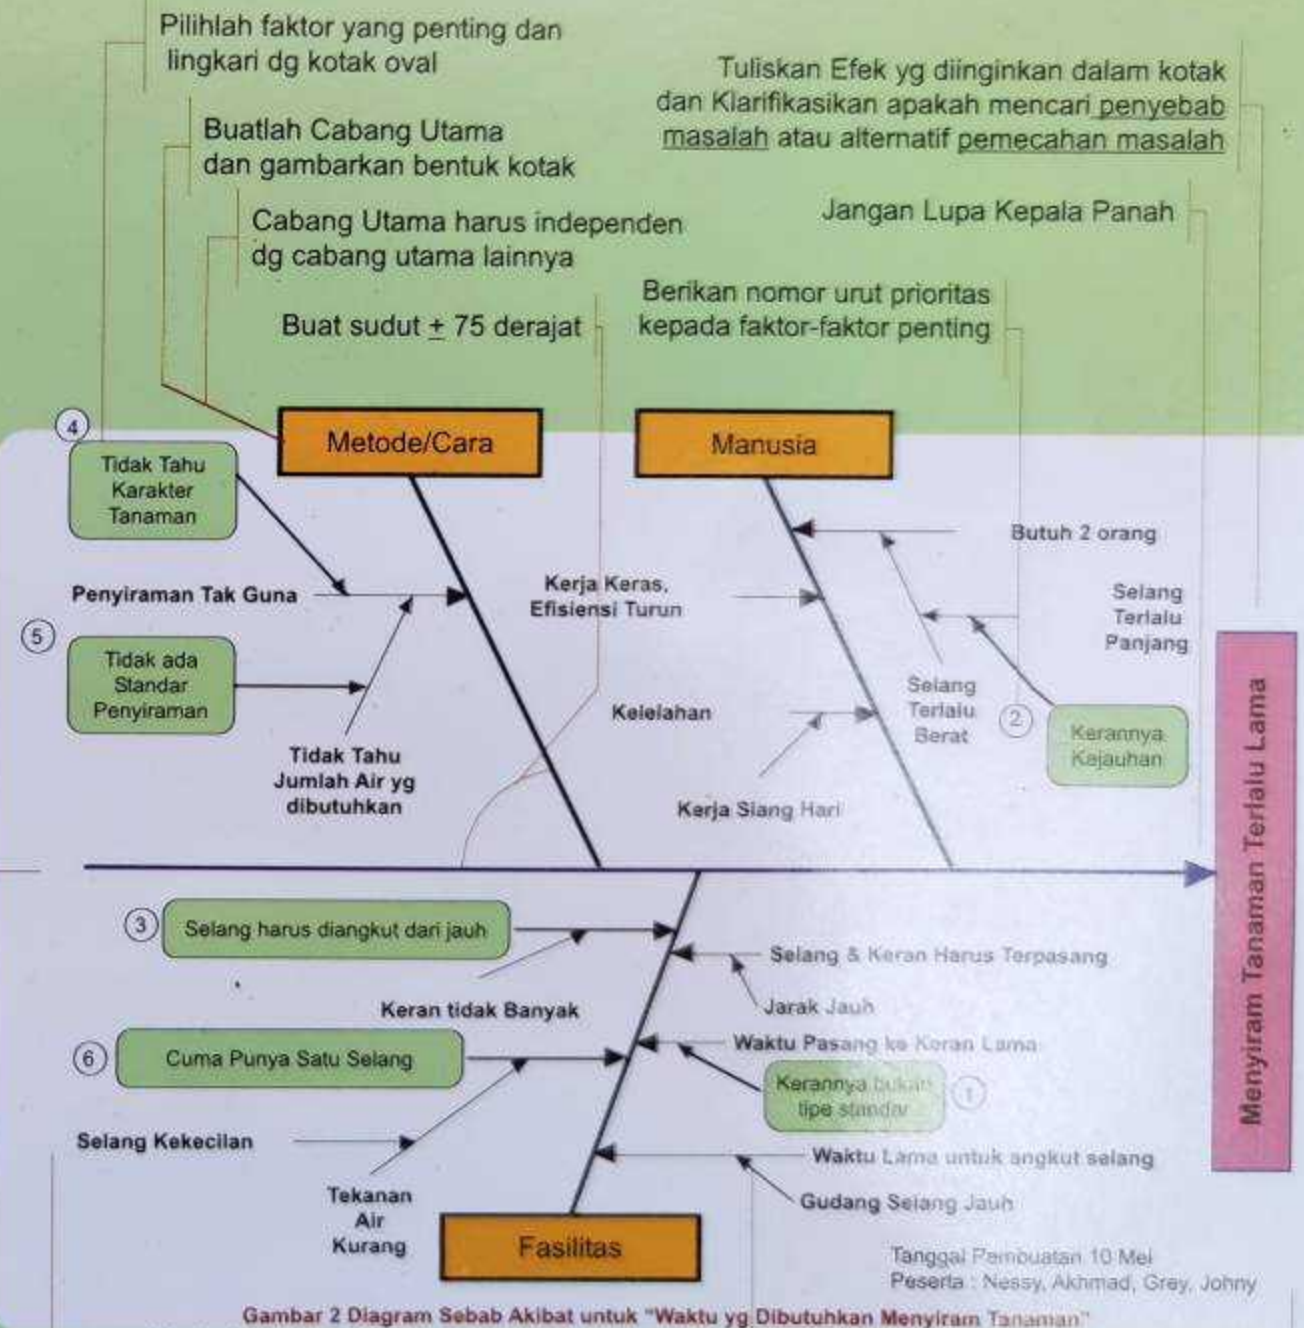 Pilihlah faktor yang penting dan
lingkari dg kotak oval
Tuliskan Efek yg diinginkan dalam kotak
dan Klarifikasikan apakah mencari penyebab
masalah atau alternatif pemecahan masalah
Buatlah Cabang Utama
dan gambarkan bentuk kotak
Cabang Utama harus independen
dg cabang utama lainnya
Jangan Lupa Kepala Panah
Buat sudut ± 75 derajat
Berikan nomor urut prioritas
kepada faktor-faktor penting
Metode/Cara
Manusia
4
Tidak Tahu
Karakter
Tanaman
Penyiraman Tak Guna
5
Tidak ada
Standar
Penyiraman
Tidak Tahu
Jumlah Air yg
dibutuhkan
Butuh 2 orang
Kerja Keras,
Efisiensi Turun
Selang
Terlalu
Panjang
Selang
Terlalu
Berat
2
Kerannya
Kejauhan
Kelelahan
Kerja Siang Hari
Menyiram Tanaman Terlalu Lama
3
Selang harus diangkut dari jauh
Keran tidak Banyak
6
Cuma Punya Satu Selang
Selang Kekecilan
Tekanan
Air
Kurang
Selang & Keran Harus Terpasang
Jarak Jauh
Waktu Pasang ke Keran Lama
Kerannya bukan
tipe standar
1
Waktu Lama untuk angkut selang
Gudang Selang Jauh
Fasilitas
Tanggal Pembuatan 10 Mei
Peserta : Nessy, Akhmad, Grey, Johny
Gambar 2 Diagram Sebab Akibat untuk "Waktu yg Dibutuhkan Menyiram Tanaman"